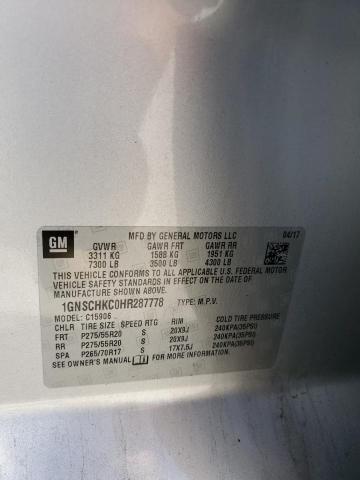 GM
MFD BY GENERAL MOTORS LLC 04/17
GVWR GAWR FRT GAWR RR
3311 KG 1588 KG 1951 KG
7300 LB 3500 LB 4300 LB
THIS VEHICLE CONFORMS TO ALL APPLICABLE U.S. FEDERAL MOTOR
VEHICLE SAFETY STANDARDS IN EFFECT ON THE DATE OF
MANUFACTURE SHOWN ABOVE.
1GNSCHKC0HR287778 TYPE: M.P.V.
MODEL: C15906
CHLR TIRE SIZE SPEED RTG RIM COLD TIRE PRESSURE
FRT P275/55R20 S 20X9J 240KPA(35PSI)
RR P275/55R20 S 20X9J 240KPA(35PSI)
SPA P265/70R17 S 17X7.5J 240KPA(35PSI)
SEE OWNER'S MANUAL